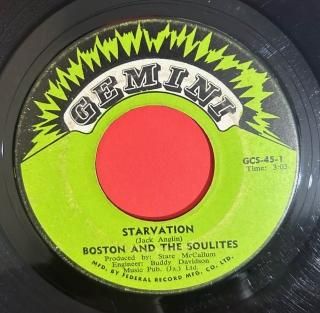 GEMINI
GCS-45-1
Time: 3:03
STARVATION
(Jack Anglin)
BOSTON AND THE SOULITES
Produced by: Stare McCallum
Engineer: Buddy Davidson
Music Pub. (Ja.) Ltd.
MFD. BY FEDERAL RECORD MFG. CO. LTD.